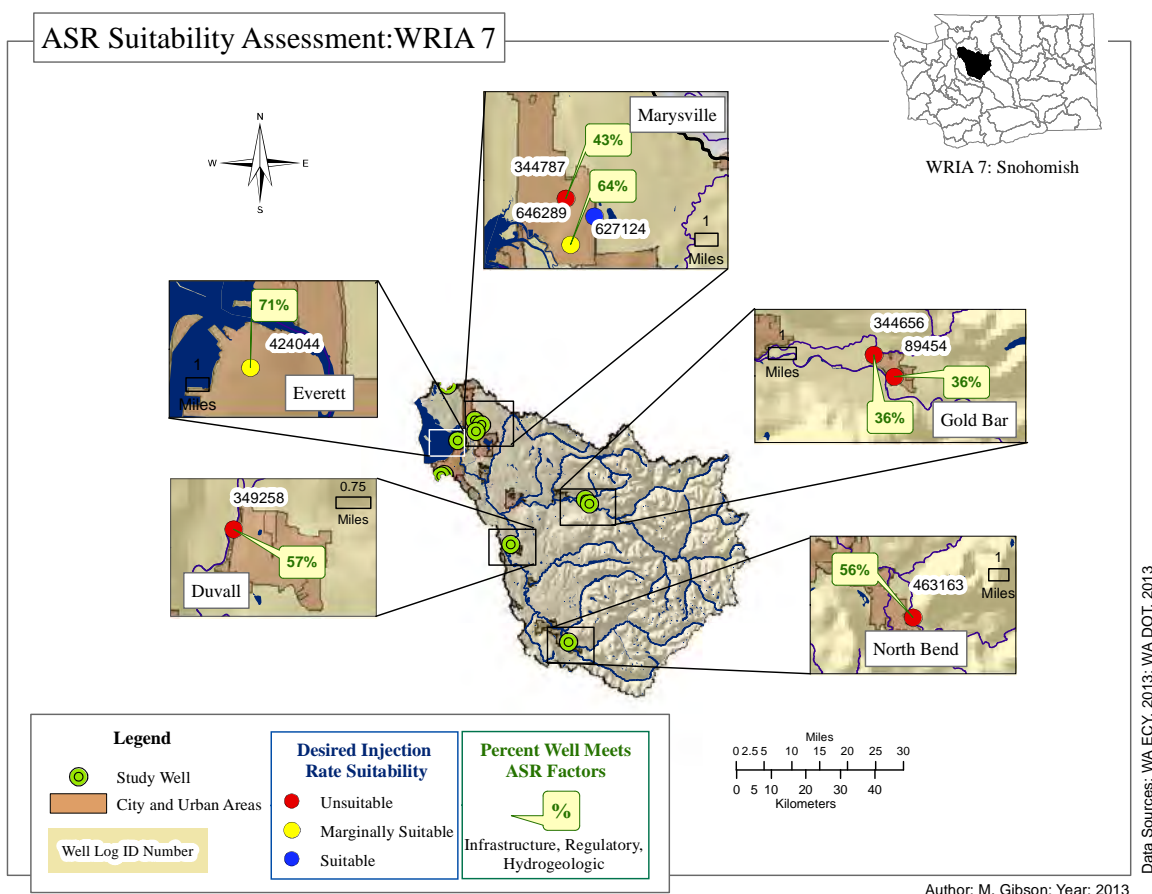 ASR Suitability Assessment:WRIA 7
WRIA 7: Snohomish
N
W
E
S
Marysville
43%
344787
64%
646289
627124
1
Miles
71%
424044
1
Miles
Everett
344656
1
Miles
89454
36%
36%
Gold Bar
349258
0.75
Miles
57%
Duvall
56%
463163
1
Miles
North Bend
Legend
Study Well
City and Urban Areas
Well Log ID Number
Desired Injection
Rate Suitability
Unsuitable
Marginally Suitable
Suitable
Percent Well Meets
ASR Factors
%
Infrastructure, Regulatory,
Hydrogeologic
Miles
0 2.5 5 10 15 20 25 30
0 5 10 20 30 40
Kilometers
Data Sources: WA ECY, 2013; WA DOT, 2013
Author: M. Gibson; Year: 2013